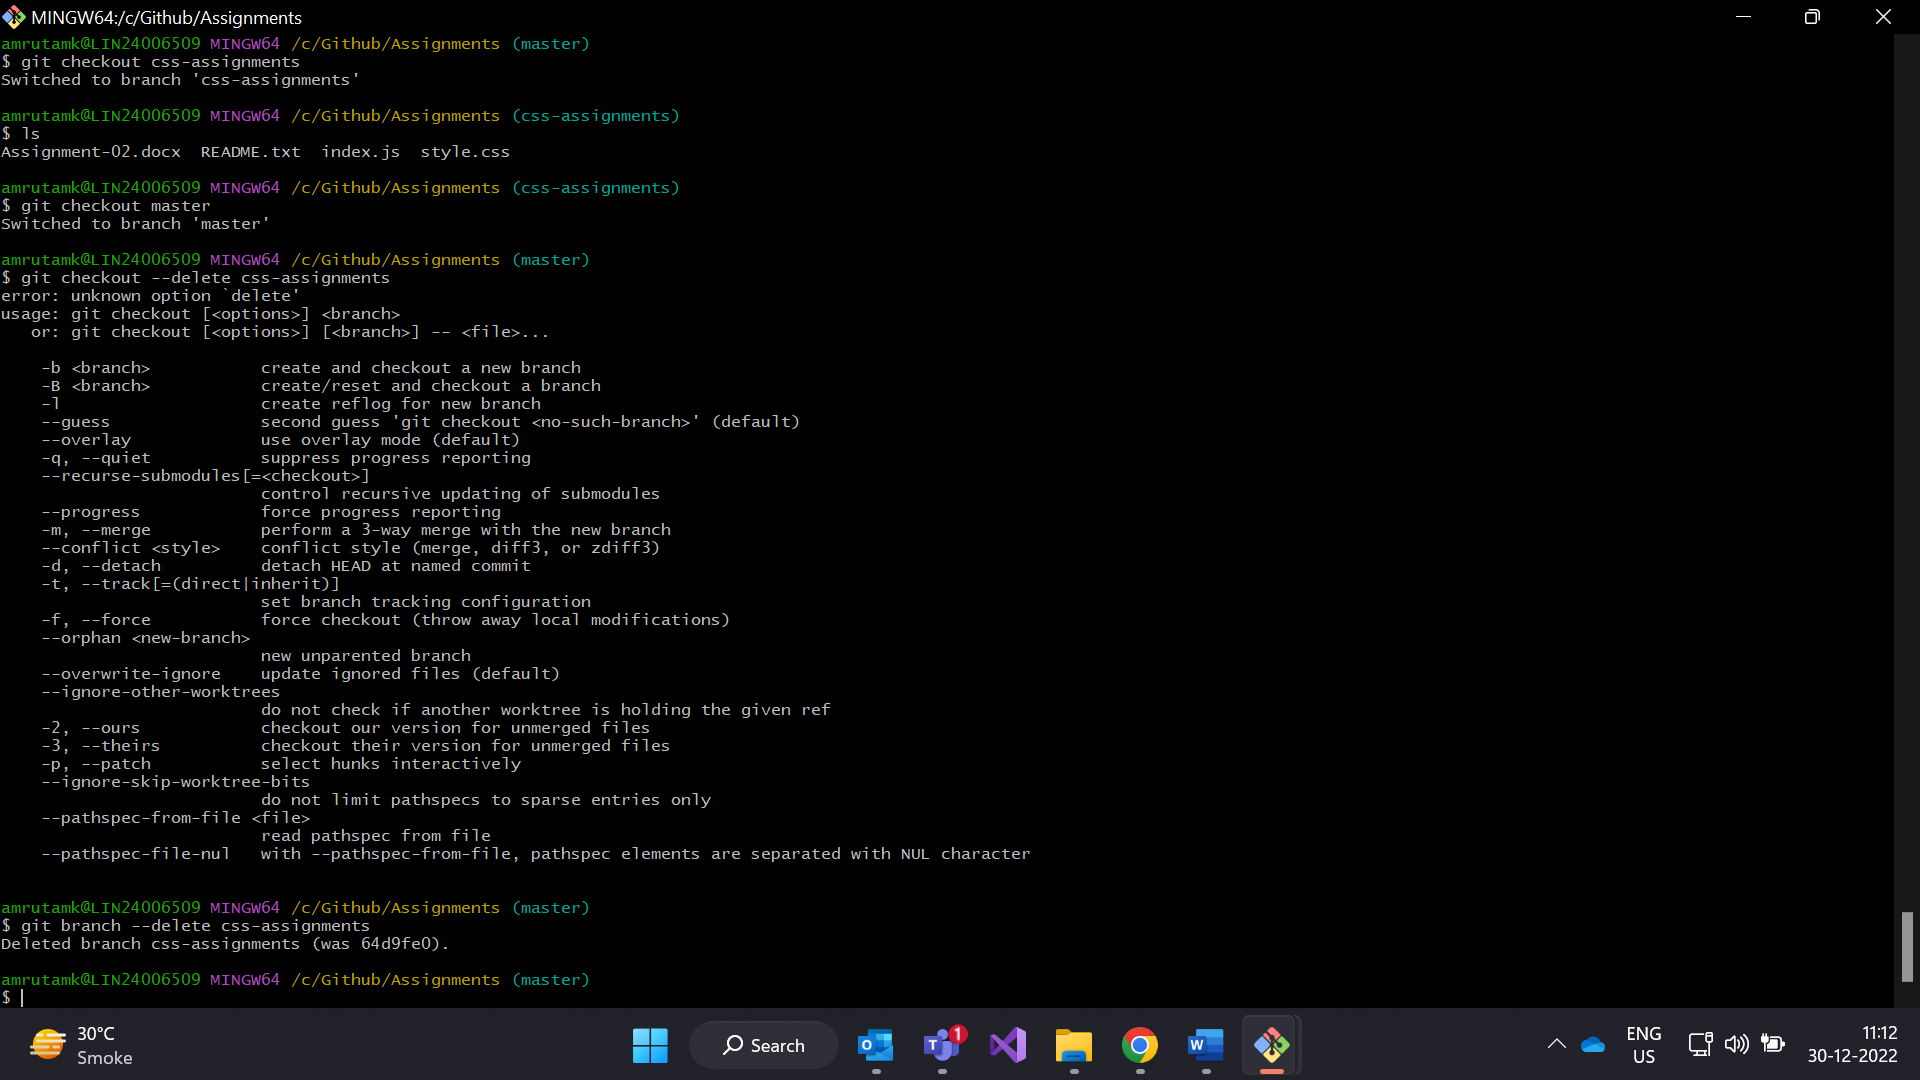 MINGW64:/c/Github/Assignments
amrutamk@LIN24006509 MINGW64 /c/Github/Assignments (master)
$ git checkout css-assignments
Switched to branch 'css-assignments'
amrutamk@LIN24006509 MINGW64 /c/Github/Assignments (css-assignments)
$ ls
Assignment-02.docx  README.txt  index.js  style.css
amrutamk@LIN24006509 MINGW64 /c/Github/Assignments (css-assignments)
$ git checkout master
Switched to branch 'master'
amrutamk@LIN24006509 MINGW64 /c/Github/Assignments (master)
$ git checkout --delete css-assignments
error: unknown option `delete'
usage: git checkout [<options>] <branch>
   or: git checkout [<options>] [<branch>] -- <file>...
    -b <branch>           create and checkout a new branch
    -B <branch>           create/reset and checkout a branch
    -l                    create reflog for new branch
    --guess               second guess 'git checkout <no-such-branch>' (default)
    --overlay             use overlay mode (default)
    -q, --quiet           suppress progress reporting
    --recurse-submodules[=<checkout>]
                          control recursive updating of submodules
    --progress            force progress reporting
    -m, --merge           perform a 3-way merge with the new branch
    --conflict <style>    conflict style (merge, diff3, or zdiff3)
    -d, --detach          detach HEAD at named commit
    -t, --track[=(direct|inherit)]
                          set branch tracking configuration
    -f, --force           force checkout (throw away local modifications)
    --orphan <new-branch>
                          new unparented branch
    --overwrite-ignore    update ignored files (default)
    --ignore-other-worktrees
                          do not check if another worktree is holding the given ref
    -2, --ours            checkout our version for unmerged files
    -3, --theirs          checkout their version for unmerged files
    -p, --patch           select hunks interactively
    --ignore-skip-worktree-bits
                          do not limit pathspecs to sparse entries only
    --pathspec-from-file <file>
                          read pathspec from file
    --pathspec-file-nul   with --pathspec-from-file, pathspec elements are separated with NUL character
amrutamk@LIN24006509 MINGW64 /c/Github/Assignments (master)
$ git branch --delete css-assignments
Deleted branch css-assignments (was 64d9fe0).
amrutamk@LIN24006509 MINGW64 /c/Github/Assignments (master)
$
30°C
Smoke
Search
1
ENG
US
11:12
30-12-2022